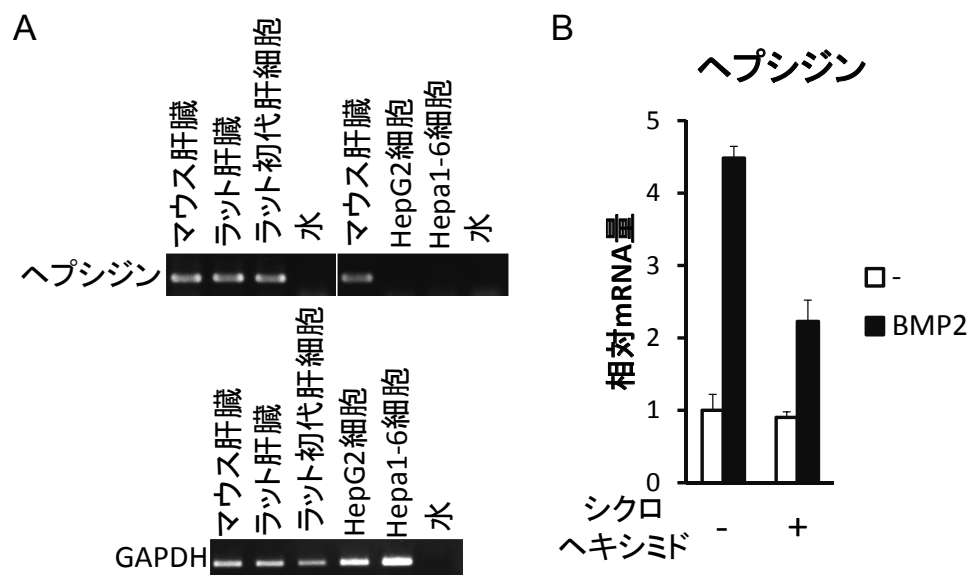 A
マウス肝臓
ラット肝臓
ラット初代肝細胞
水
マウス肝臓
HepG2細胞
Hepa1-6細胞
水
ヘプシジン
マウス肝臓
ラット肝臓
ラット初代肝細胞
HepG2細胞
Hepa1-6細胞
水
GAPDH
B
ヘプシジン
相対mRNA量
5
4
3
2
1
0
-
BMP2
シクロ
ヘキシミド
- +